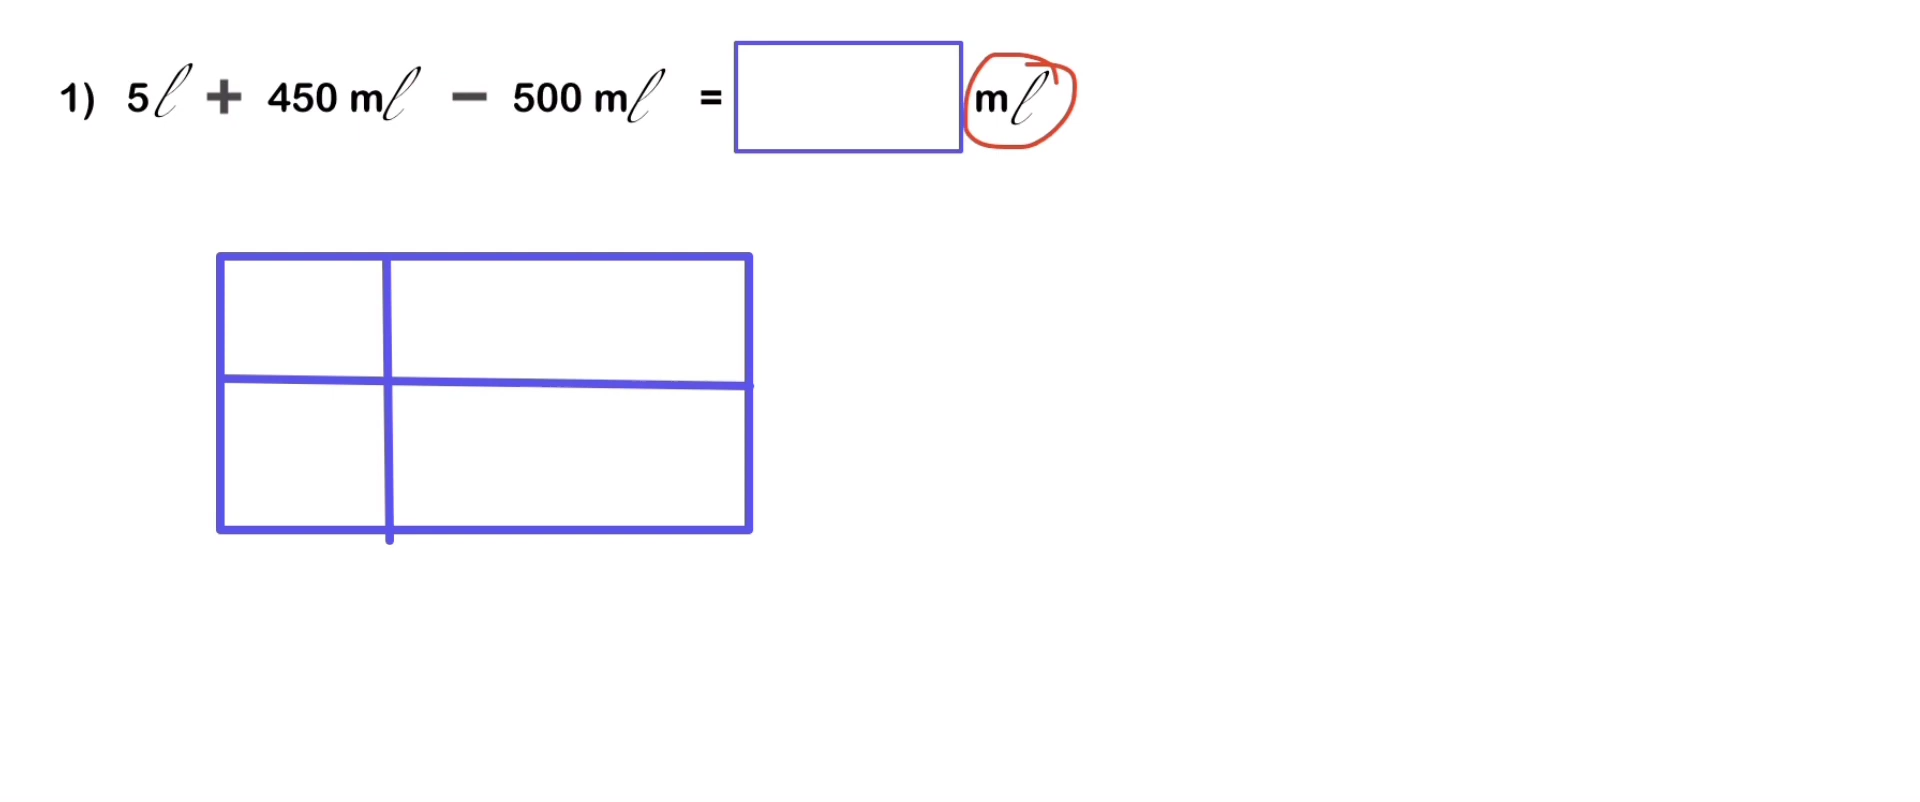 1) 5ℓ + 450 mℓ − 500 mℓ = mℓ